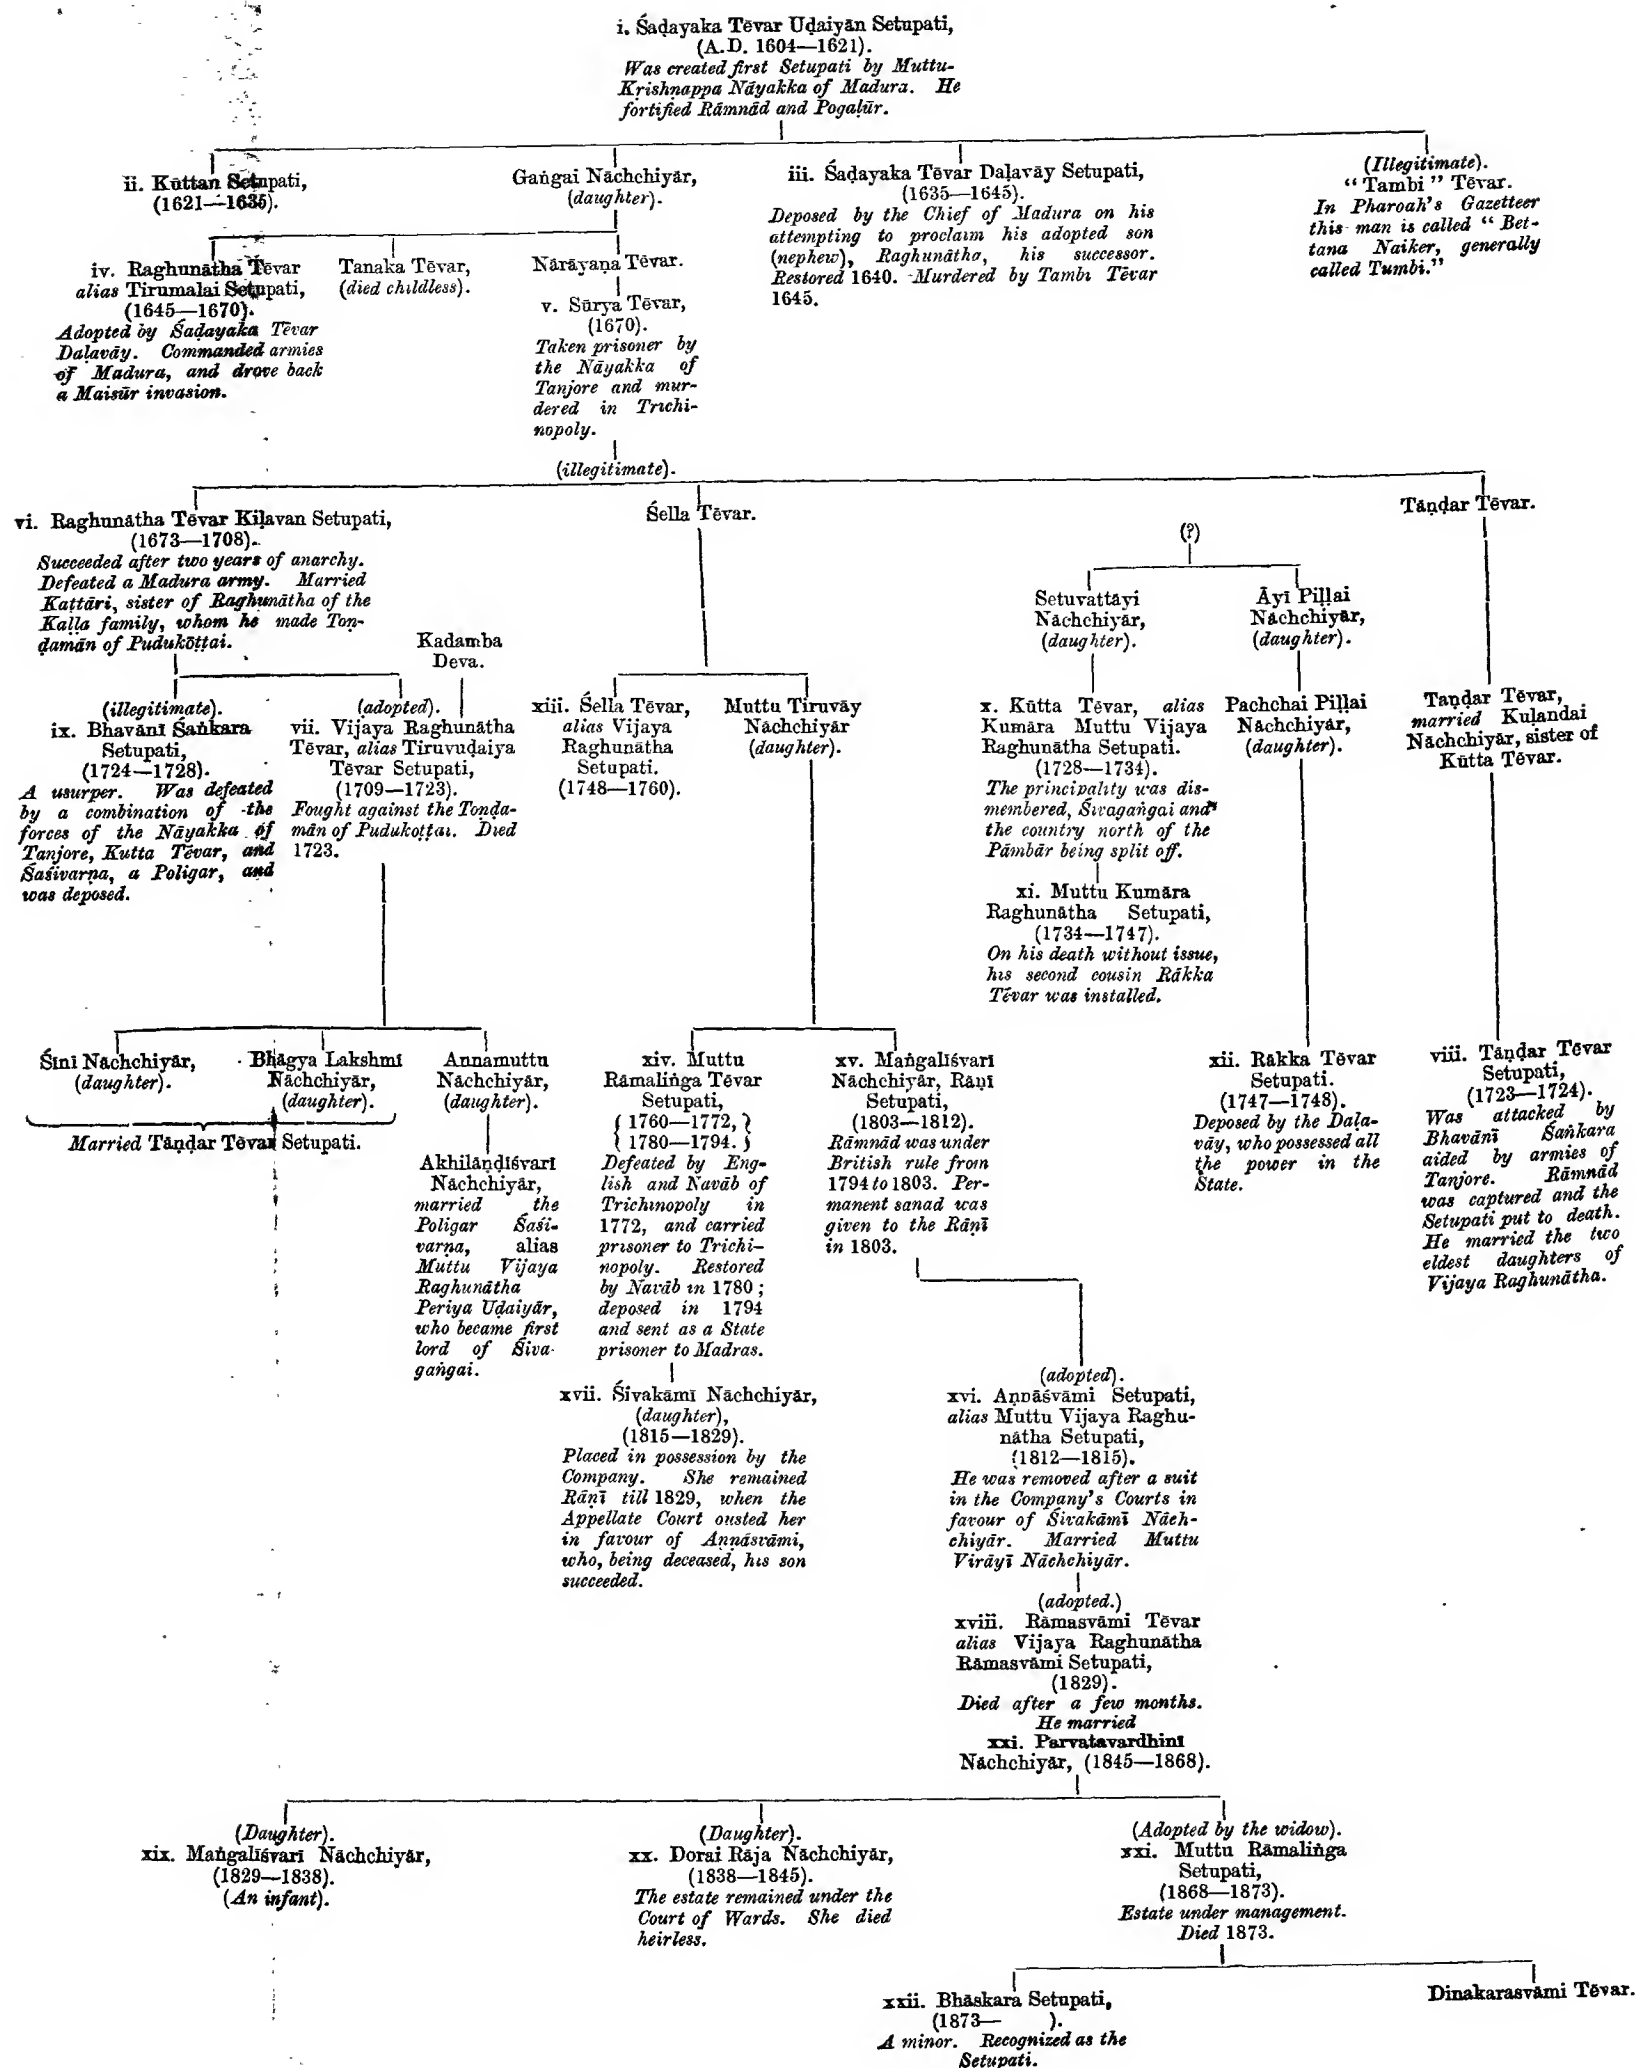 i. Śaḍayaka Tēvar Uḍaiyān Setupati,
(A.D. 1604—1621).
Was created first Setupati by Muttu-
Kṛishṇappa Nāyakka of Madura. He
fortified Rāmnād and Pogaḷūr.
ii. Kūttan Setupati,
(1621—1635).
Gaṅgai Nāchchiyār,
(daughter).
iii. Śaḍayaka Tēvar Daḷavāy Setupati,
(1635—1645).
Deposed by the Chief of Madura on his
attempting to proclaim his adopted son
(nephew), Raghunātha, his successor.
Restored 1640. Murdered by Tambi Tēvar
1645.
(Illegitimate).
“Tambi” Tēvar.
In Pharoah's Gazetteer
this man is called “Bet-
tana Naiker, generally
called Tumbi.”
iv. Raghunātha Tēvar
alias Tirumalai Setupati,
(1645—1670).
Adopted by Śaḍayaka Tēvar
Daḷavāy. Commanded armies
of Madura, and drove back
a Maisūr invasion.
Tanaka Tēvar,
(died childless).
Nārāyaṇa Tēvar.
v. Sūrya Tēvar,
(1670).
Taken prisoner by
the Nāyakka of
Tanjore and mur-
dered in Trichi-
nopoly.
(illegitimate).
vi. Raghunātha Tēvar Kiḷavan Setupati,
(1673—1708).
Succeeded after two years of anarchy.
Defeated a Madura army. Married
Kaṭṭāri, sister of Raghunātha of the
Kaḷḷa family, whom he made Toṇ-
ḍamān of Pudukōṭṭai.
Śella Tēvar.
Tāṇḍar Tēvar.
(?)
Setuvattāyi
Nāchchiyār,
(daughter).
Āyī Piḷḷai
Nāchchiyār,
(daughter).
Kadamba
Deva.
(illegitimate).
ix. Bhavānī Śaṅkara
Setupati,
(1724—1728).
A usurper. Was defeated
by a combination of the
forces of the Nāyakka of
Tanjore, Kutta Tēvar, and
Śaśivarṇa, a Poligar, and
was deposed.
(adopted).
vii. Vijaya Raghunātha
Tēvar, alias Tiruvuḍaiya
Tēvar Setupati,
(1709—1723).
Fought against the Toṇḍa-
mān of Pudukoṭṭai. Died
1723.
xiii. Śella Tēvar,
alias Vijaya
Raghunātha
Setupati.
(1748—1760).
Muttu Tiruvāy
Nāchchiyār
(daughter).
x. Kūtta Tēvar, alias
Kumāra Muttu Vijaya
Raghunātha Setupati.
(1728—1734).
The principality was dis-
membered, Śivagaṅgai and
the country north of the
Pāmbār being split off.
Pachchai Piḷḷai
Nāchchiyār,
(daughter).
Taṇḍar Tēvar,
married Kulandai
Nāchchiyār, sister of
Kūtta Tēvar.
xi. Muttu Kumāra
Raghunātha Setupati,
(1734—1747).
On his death without issue,
his second cousin Rākka
Tēvar was installed.
Śīnī Nāchchiyār,
(daughter).
Bhāgya Lakshmī
Nāchchiyār,
(daughter).
Married Tāṇḍar Tēvar Setupati.
Annamuttu
Nāchchiyār,
(daughter).
Akhilāṇḍiśvarī
Nāchchiyār,
married the
Poligar Śaśi-
varṇa, alias
Muttu Vijaya
Raghunātha
Periya Uḍaiyār,
who became first
lord of Śiva-
gaṅgai.
xiv. Muttu
Rāmaliṅga Tēvar
Setupati,
{ 1760—1772, }
{ 1780—1794. }
Defeated by Eng-
lish and Navāb of
Trichinopoly in
1772, and carried
prisoner to Trichi-
nopoly. Restored
by Navāb in 1780;
deposed in 1794
and sent as a State
prisoner to Madras.
xv. Maṅgalīśvarī
Nāchchiyār, Rāṇī
Setupati,
(1803—1812).
Rāmnād was under
British rule from
1794 to 1803. Per-
manent sanad was
given to the Rāṇī
in 1803.
xii. Rākka Tēvar
Setupati.
(1747—1748).
Deposed by the Daḷa-
vāy, who possessed all
the power in the
State.
viii. Tāṇḍar Tēvar
Setupati,
(1723—1724).
Was attacked by
Bhavānī Śaṅkara
aided by armies of
Tanjore. Rāmnād
was captured and the
Setupati put to death.
He married the two
eldest daughters of
Vijaya Raghunātha.
xvii. Śivakāmī Nāchchiyār,
(daughter),
(1815—1829).
Placed in possession by the
Company. She remained
Rāṇī till 1829, when the
Appellate Court ousted her
in favour of Aṇṇāsvāmi,
who, being deceased, his son
succeeded.
(adopted).
xvi. Aṇṇāsvāmi Setupati,
alias Muttu Vijaya Raghu-
nātha Setupati,
(1812—1815).
He was removed after a suit
in the Company's Courts in
favour of Śivakāmī Nāch-
chiyār. Married Muttu
Virāyī Nāchchiyār.
(adopted.)
xviii. Rāmasvāmi Tēvar
alias Vijaya Raghunātha
Rāmasvāmi Setupati,
(1829).
Died after a few months.
He married
xxi. Parvatavardhinī
Nāchchiyār, (1845—1868).
(Daughter).
xix. Maṅgalīśvarī Nāchchiyār,
(1829—1838).
(An infant).
(Daughter).
xx. Dorai Rāja Nāchchiyār,
(1838—1845).
The estate remained under the
Court of Wards. She died
heirless.
(Adopted by the widow).
xxi. Muttu Rāmaliṅga
Setupati,
(1868—1873).
Estate under management.
Died 1873.
xxii. Bhāskara Setupati,
(1873— ).
A minor. Recognized as the
Setupati.
Dinakarasvāmi Tēvar.